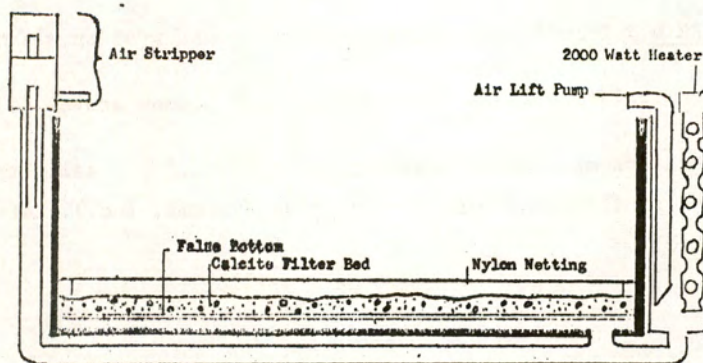 Air Stripper
2000 Watt Heater
Air Lift Pump
False Bottom
Calcite Filter Bed
Nylon Netting